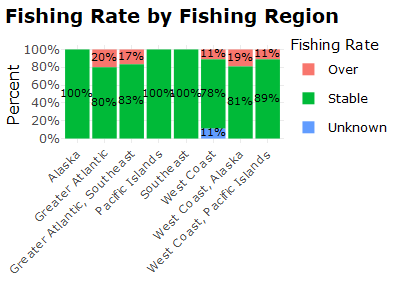 Fishing Rate by Fishing Region
Percent
100%
80%
60%
40%
20%
0%
100%
20%
80%
17%
83%
100%
100%
11%
78%
11%
19%
81%
11%
89%
Alaska
Greater Atlantic
Greater Atlantic, Southeast
Pacific Islands
Southeast
West Coast
West Coast, Alaska
West Coast, Pacific Islands
Fishing Rate
Over
Stable
Unknown